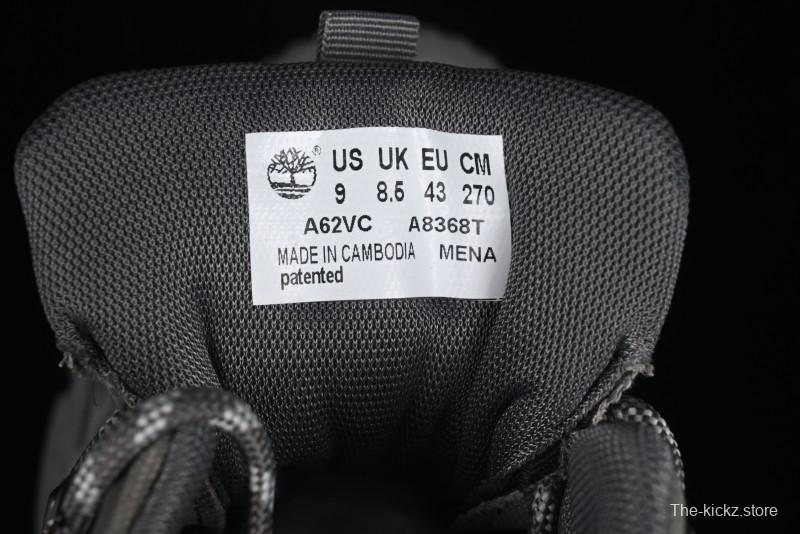 ® US UK EU CM
9 8.5 43 270
A62VC A8368T
MADE IN CAMBODIA MENA
patented
The-kickz.store